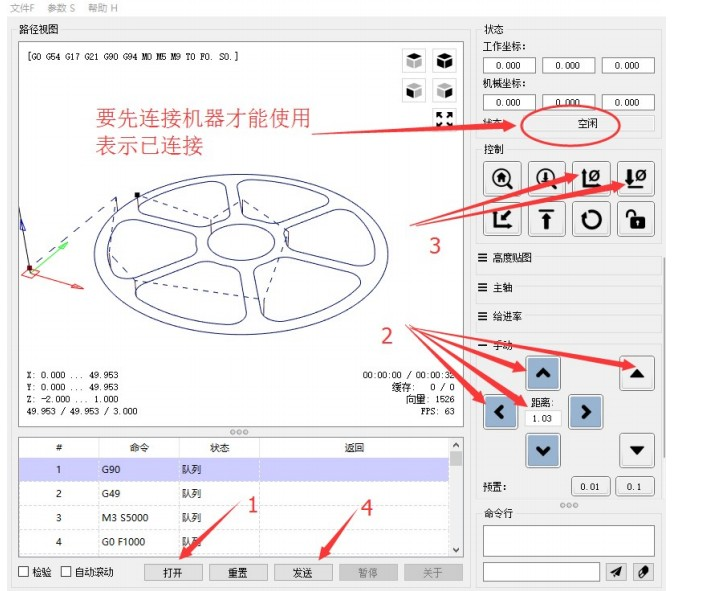 文件F 参数 S 帮助 H
路径视图
[G0 G54 G17 G21 G90 G94 M0 M5 M9 T0 F0. S0.]
要先连接机器才能使用
表示已连接
X: 0.000 ... 49.953
Y: 0.000 ... 49.953
Z: -2.000 ... 1.000
49.953 / 49.953 / 3.000
00:00:00 / 00:00:32
缓存: 0 / 0
向量: 1526
FPS: 63
# 命令 状态 返回
1 G90 队列
2 G49 队列
3 M3 S5000 队列
4 G0 F1000 队列
1
4
检验 自动滚动 打开 重置 发送 暂停 关于
状态
工作坐标:
0.000 0.000 0.000
机械坐标:
0.000 0.000 0.000
状态: 空闲
控制
3
高度贴图
主轴
给进率
2
手动
距离:
1.03
预置: 0.01 0.1
命令行